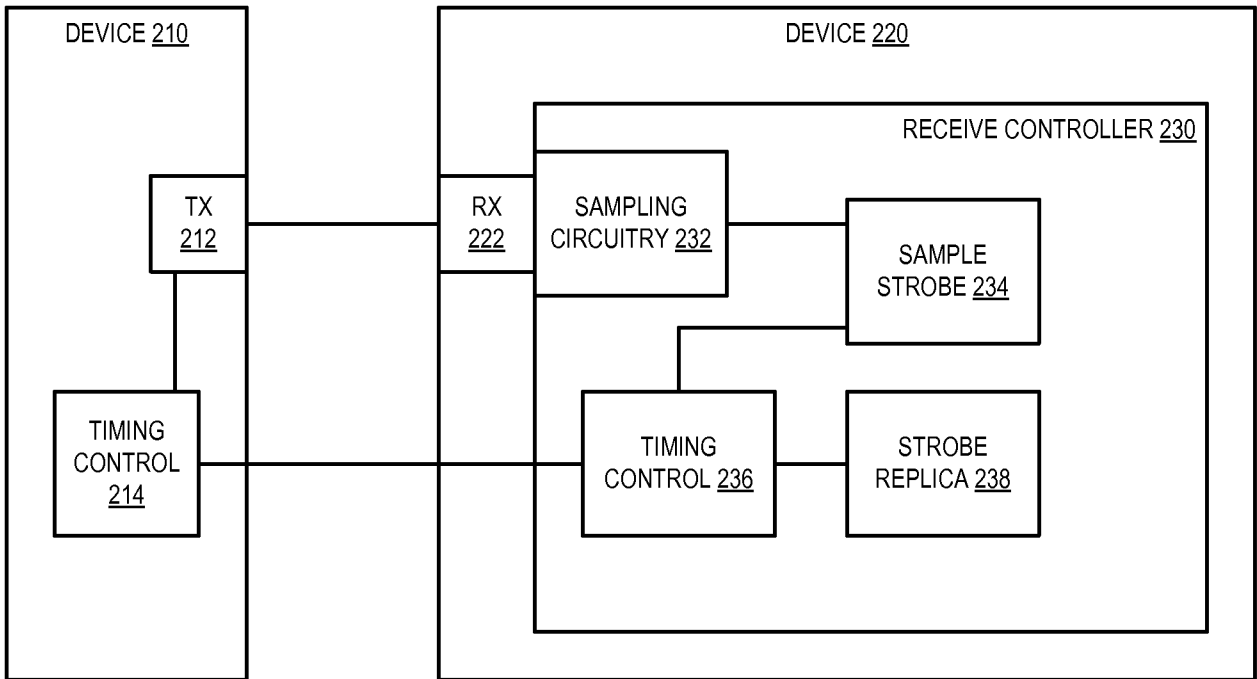 DEVICE 210
DEVICE 220
RECEIVE CONTROLLER 230
TX
212
RX
222
SAMPLING
CIRCUITRY 232
SAMPLE
STROBE 234
TIMING
CONTROL
214
TIMING
CONTROL 236
STROBE
REPLICA 238